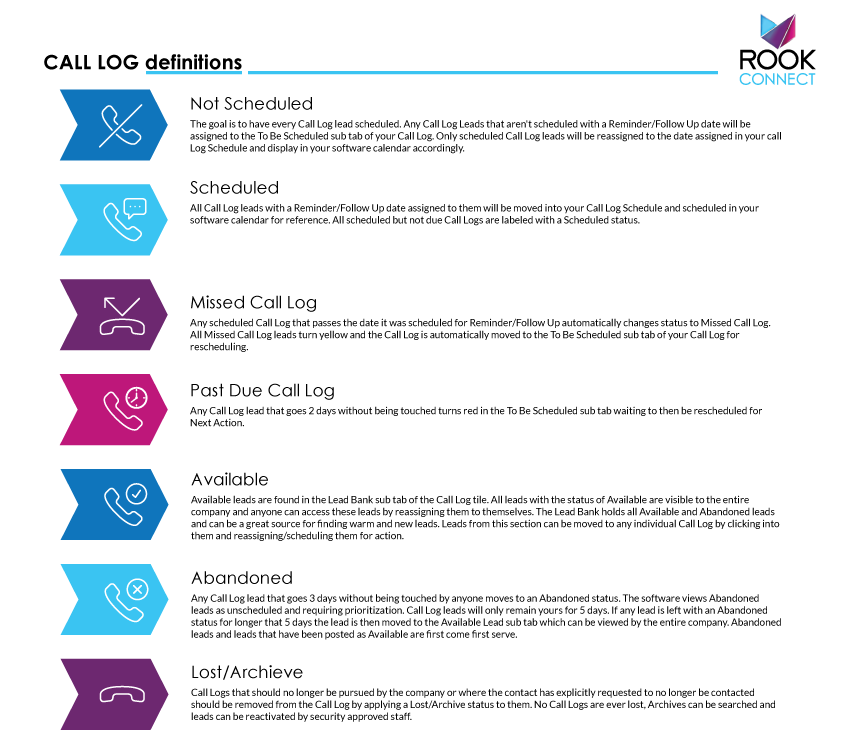 ROOK
CONNECT
CALL LOG definitions
Not Scheduled
The goal is to have every Call Log lead scheduled. Any Call Log Leads that aren't scheduled with a Reminder/Follow Up date will be
assigned to the To Be Scheduled sub tab of your Call Log. Only scheduled Call Log leads will be reassigned to the date assigned in your call
Log Schedule and display in your software calendar accordingly.
Scheduled
All Call Log leads with a Reminder/Follow Up date assigned to them will be moved into your Call Log Schedule and scheduled in your
software calendar for reference. All scheduled but not due Call Logs are labeled with a Scheduled status.
Missed Call Log
Any scheduled Call Log that passes the date it was scheduled for Reminder/Follow Up automatically changes status to Missed Call Log.
All Missed Call Log leads turn yellow and the Call Log is automatically moved to the To Be Scheduled sub tab of your Call Log for
rescheduling.
Past Due Call Log
Any Call Log lead that goes 2 days without being touched turns red in the To Be Scheduled sub tab waiting to then be rescheduled for
Next Action.
Available
Available leads are found in the Lead Bank sub tab of the Call Log tile. All leads with the status of Available are visible to the entire
company and anyone can access these leads by reassigning them to themselves. The Lead Bank holds all Available and Abandoned leads
and can be a great source for finding warm and new leads. Leads from this section can be moved to any individual Call Log by clicking into
them and reassigning/scheduling them for action.
Abandoned
Any Call Log lead that goes 3 days without being touched by anyone moves to an Abandoned status. The software views Abandoned
leads as unscheduled and requiring prioritization. Call Log leads will only remain yours for 5 days. If any lead is left with an Abandoned
status for longer that 5 days the lead is then moved to the Available Lead sub tab which can be viewed by the entire company. Abandoned
leads and leads that have been posted as Available are first come first serve.
Lost/Archieve
Call Logs that should no longer be pursued by the company or where the contact has explicitly requested to no longer be contacted
should be removed from the Call Log by applying a Lost/Archive status to them. No Call Logs are ever lost, Archives can be searched and
leads can be reactivated by security approved staff.